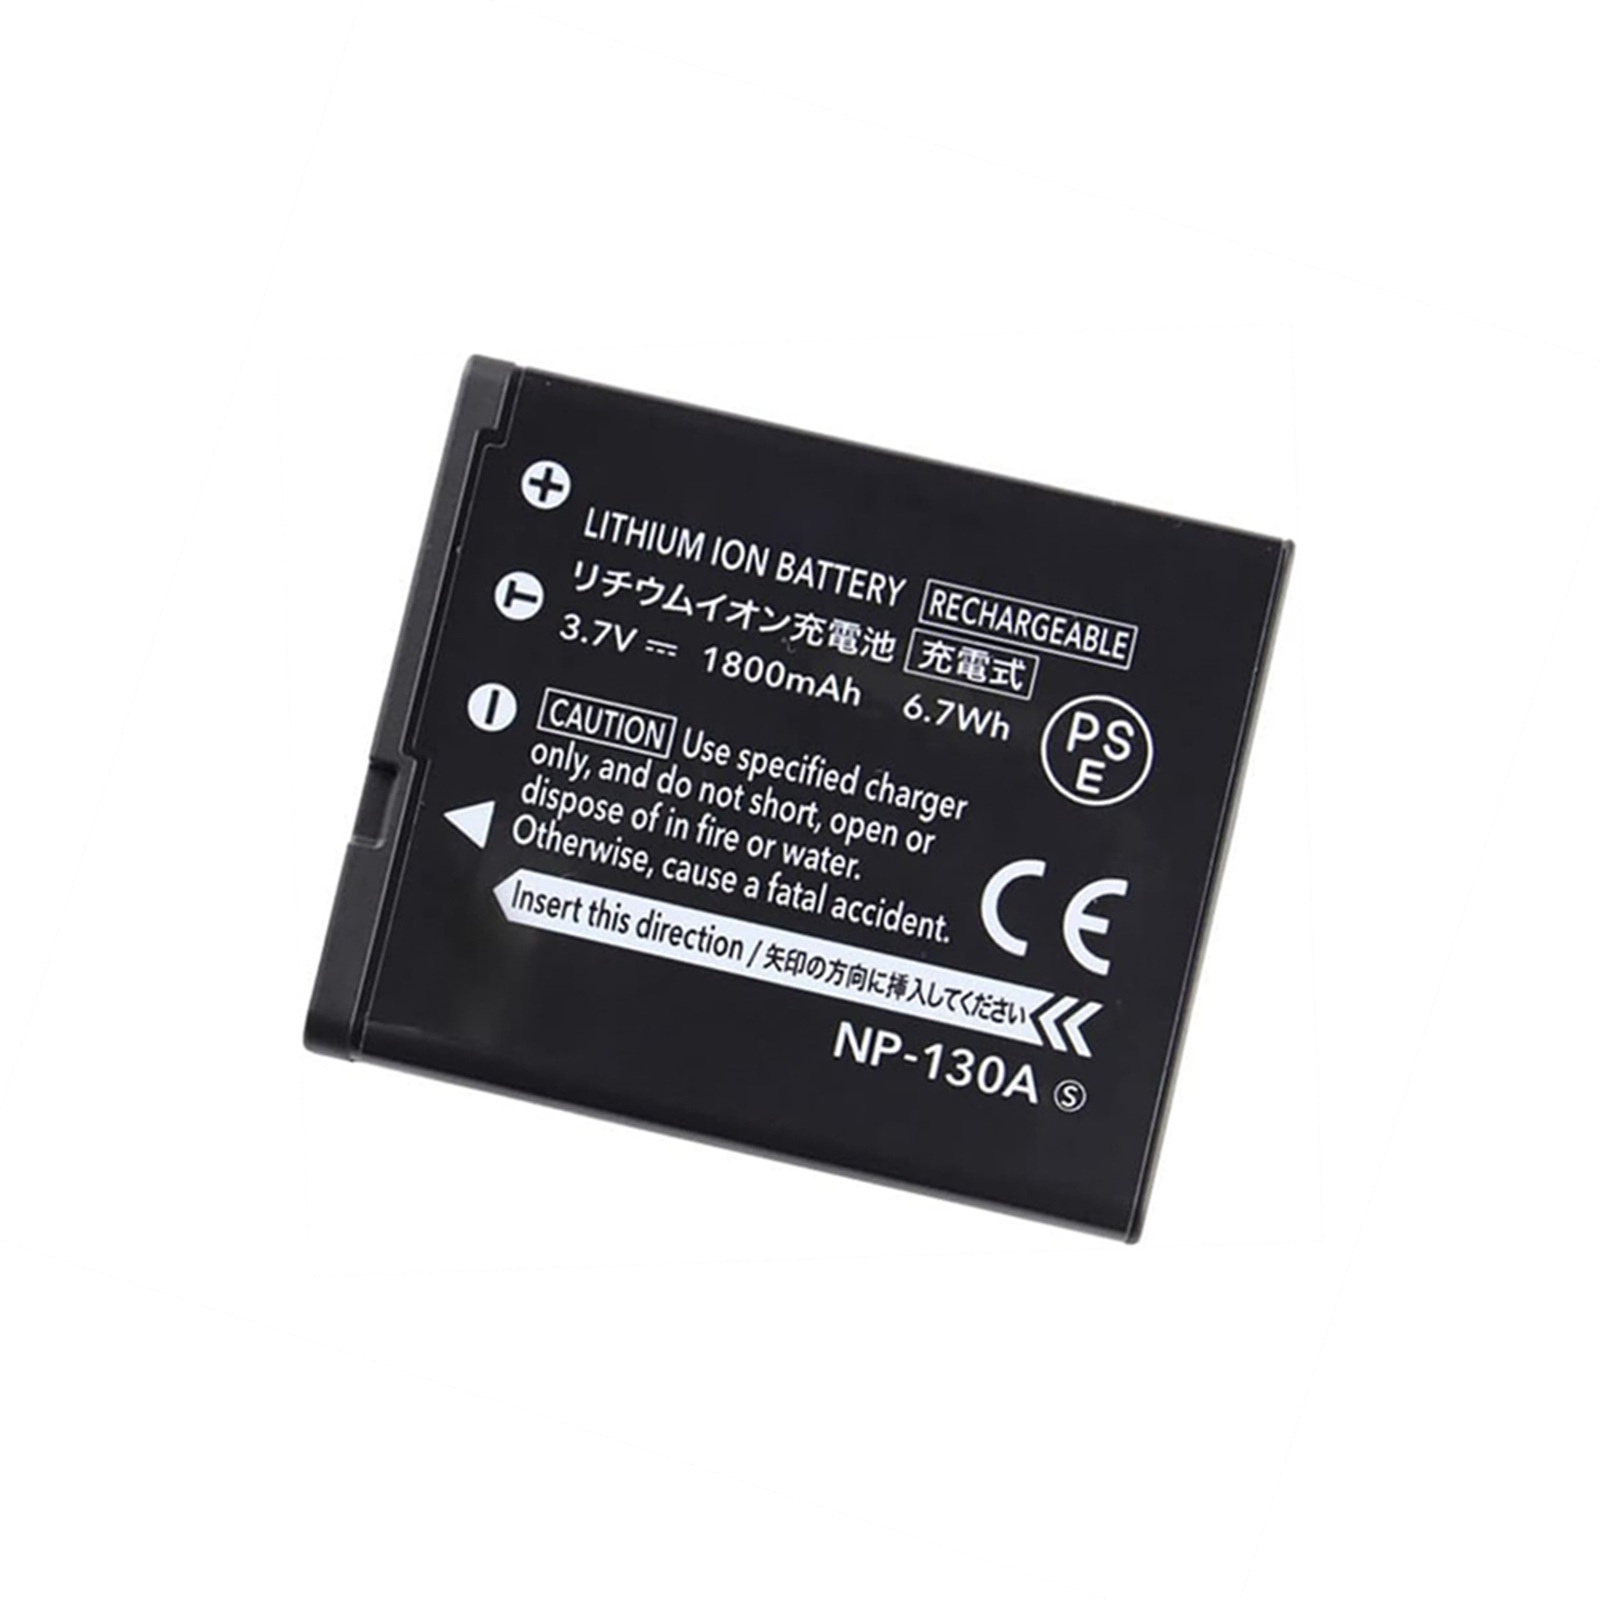 LITHIUM ION BATTERY RECHARGEABLE
リチウムイオン充電池 充電式
3.7V 1800mAh 6.7Wh
PSE
CAUTION Use specified charger
only, and do not short, open or
dispose of in fire or water.
Otherwise, cause a fatal accident.
CE
Insert this direction / 矢印の方向に挿入してください
NP-130A S
+
T
-